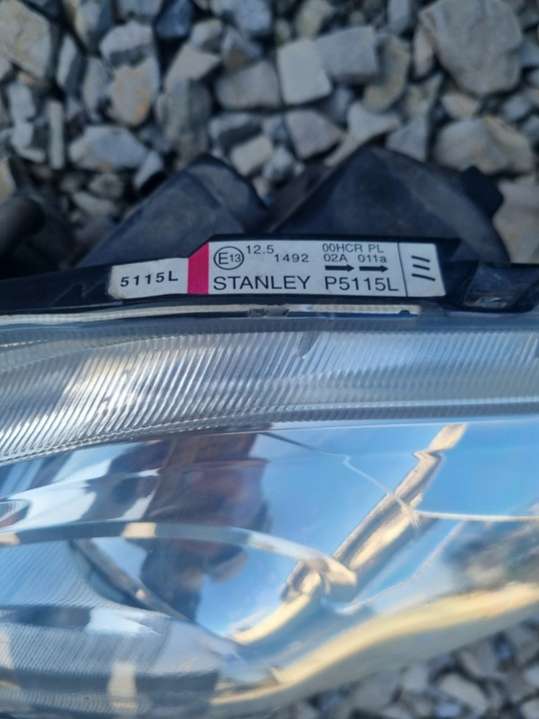 5115L
E13 12.5 1492 00HCR PL
02A 011a
STANLEY P5115L